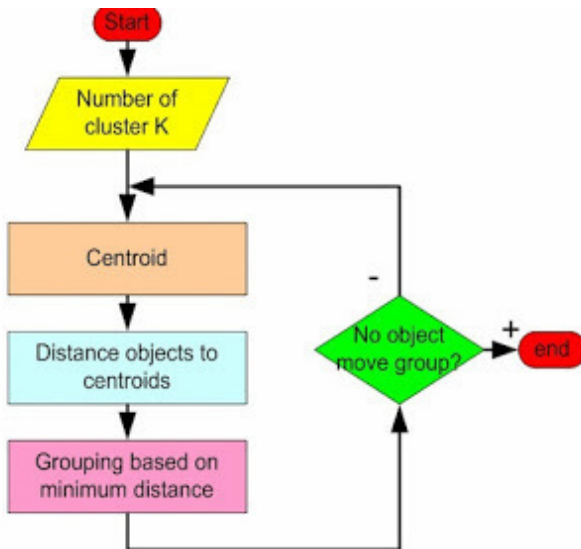 Start
Number of
cluster K
Centroid
-
Distance objects to
centroids
No object
move group?
+
end
Grouping based on
minimum distance